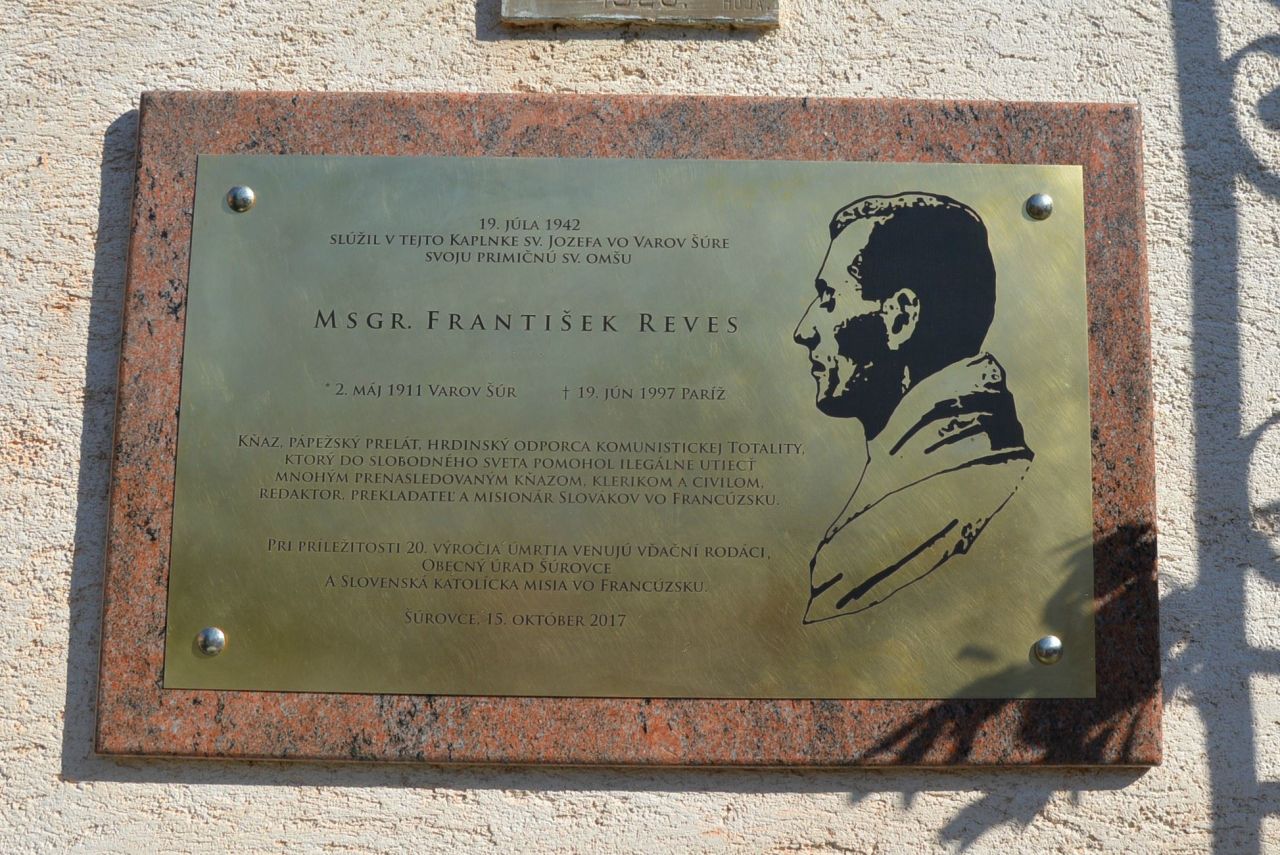 19. JÚLA 1942
SLÚŽIL V TEJTO KAPLNKE SV. JOZEFA VO VAROV ŠÚRE
SVOJU PRIMIČNÚ SV. OMŠU
MSGR. FRANTIŠEK REVES
* 2. MÁJ 1911 VAROV ŠÚR † 19. JÚN 1997 PARÍŽ
KŇAZ, PÁPEŽSKÝ PRELÁT, HRDINSKÝ ODPORCA KOMUNISTICKEJ TOTALITY,
KTORÝ DO SLOBODNÉHO SVETA POMOHOL ILEGÁLNE UTIECŤ
MNOHÝM PRENASLEDOVANÝM KŇAZOM, KLERIKOM A CIVILOM,
REDAKTOR, PREKLADATEĽ A MISIONÁR SLOVÁKOV VO FRANCÚZSKU.
PRI PRÍLEŽITOSTI 20. VÝROČIA ÚMRTIA VENUJÚ VĎAČNÍ RODÁCI,
OBECNÝ ÚRAD ŠÚROVCE
A SLOVENSKÁ KATOLÍCKA MISIA VO FRANCÚZSKU.
ŠÚROVCE, 15. OKTÓBER 2017